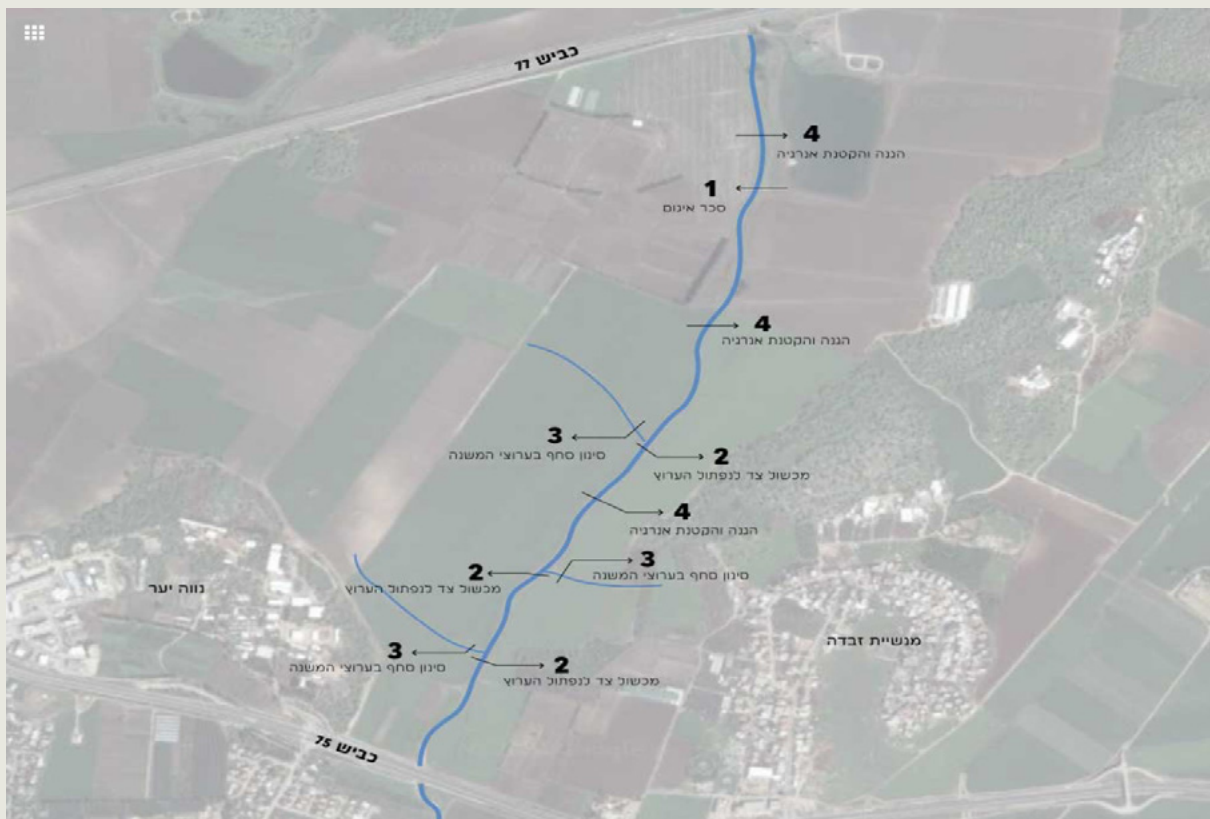 כביש 77
4
הגנה והקטנת אנרגיה
1
סכר איגום
4
הגנה והקטנת אנרגיה
3
סינון סחף בערוצי המשנה
2
מכשול צד לנפתול הערוץ
4
הגנה והקטנת אנרגיה
3
סינון סחף בערוצי המשנה
2
מכשול צד לנפתול הערוץ
נווה יער
מנשיית זבדה
3
סינון סחף בערוצי המשנה
2
מכשול צד לנפתול הערוץ
כביש 75